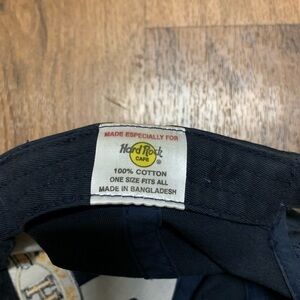 MADE ESPECIALLY FOR
Hard Rock
CAFE
®
100% COTTON
ONE SIZE FITS ALL
MADE IN BANGLADESH